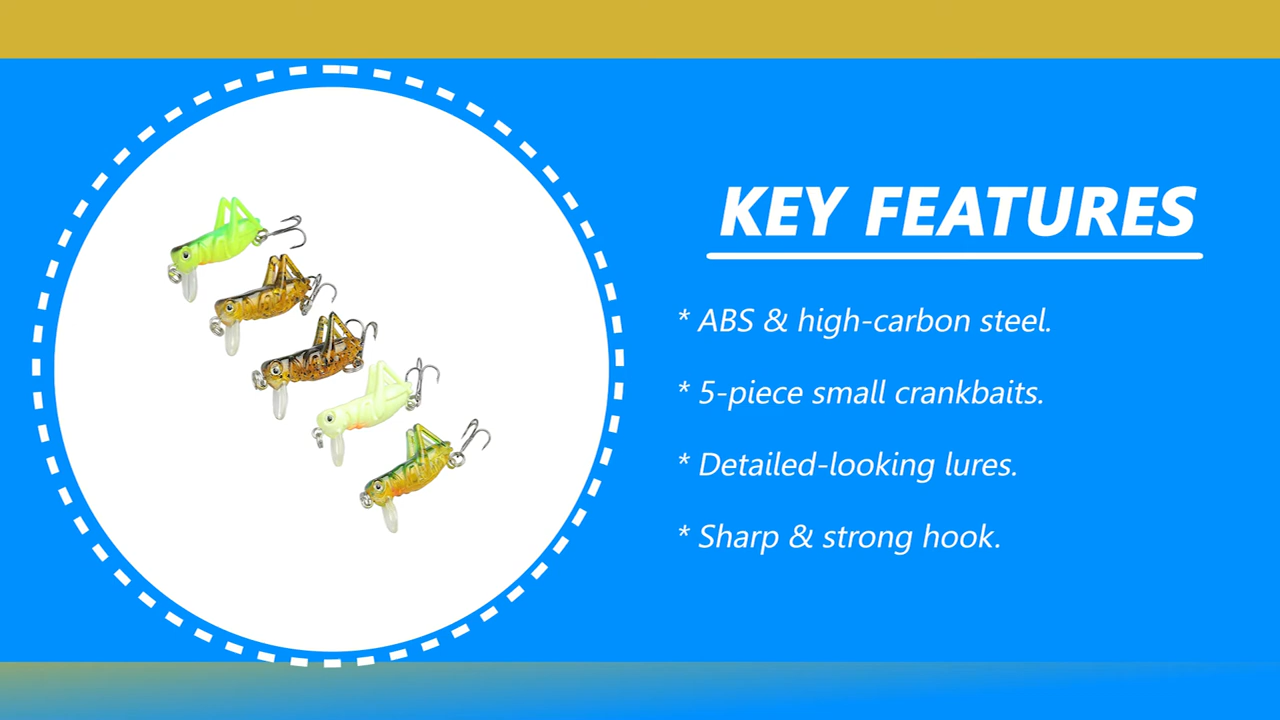 KEY FEATURES
* ABS & high-carbon steel.
* 5-piece small crankbaits.
* Detailed-looking lures.
* Sharp & strong hook.